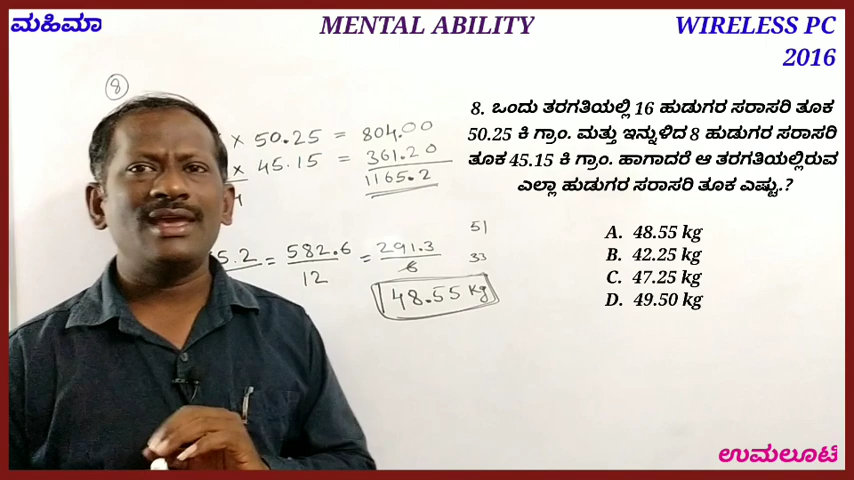 ಮಹಿಮಾ
MENTAL ABILITY
WIRELESS PC
2016
8
8. ಒಂದು ತರಗತಿಯಲ್ಲಿ 16 ಹುಡುಗರ ಸರಾಸರಿ ತೂಕ
50.25 ಕಿ ಗ್ರಾಂ. ಮತ್ತು ಇನ್ನುಳಿದ 8 ಹುಡುಗರ ಸರಾಸರಿ
ತೂಕ 45.15 ಕಿ ಗ್ರಾಂ. ಹಾಗಾದರೆ ಆ ತರಗತಿಯಲ್ಲಿರುವ
ಎಲ್ಲಾ ಹುಡುಗರ ಸರಾಸರಿ ತೂಕ ಎಷ್ಟು.?
A. 48.55 kg
B. 42.25 kg
C. 47.25 kg
D. 49.50 kg
× 50.25 = 804.00
× 45.15 = 361.20
1165.2
5.2 = 582.6 = 291.3
12 6
48.55 kg
51
33
ಉಮಲೂಟಿ